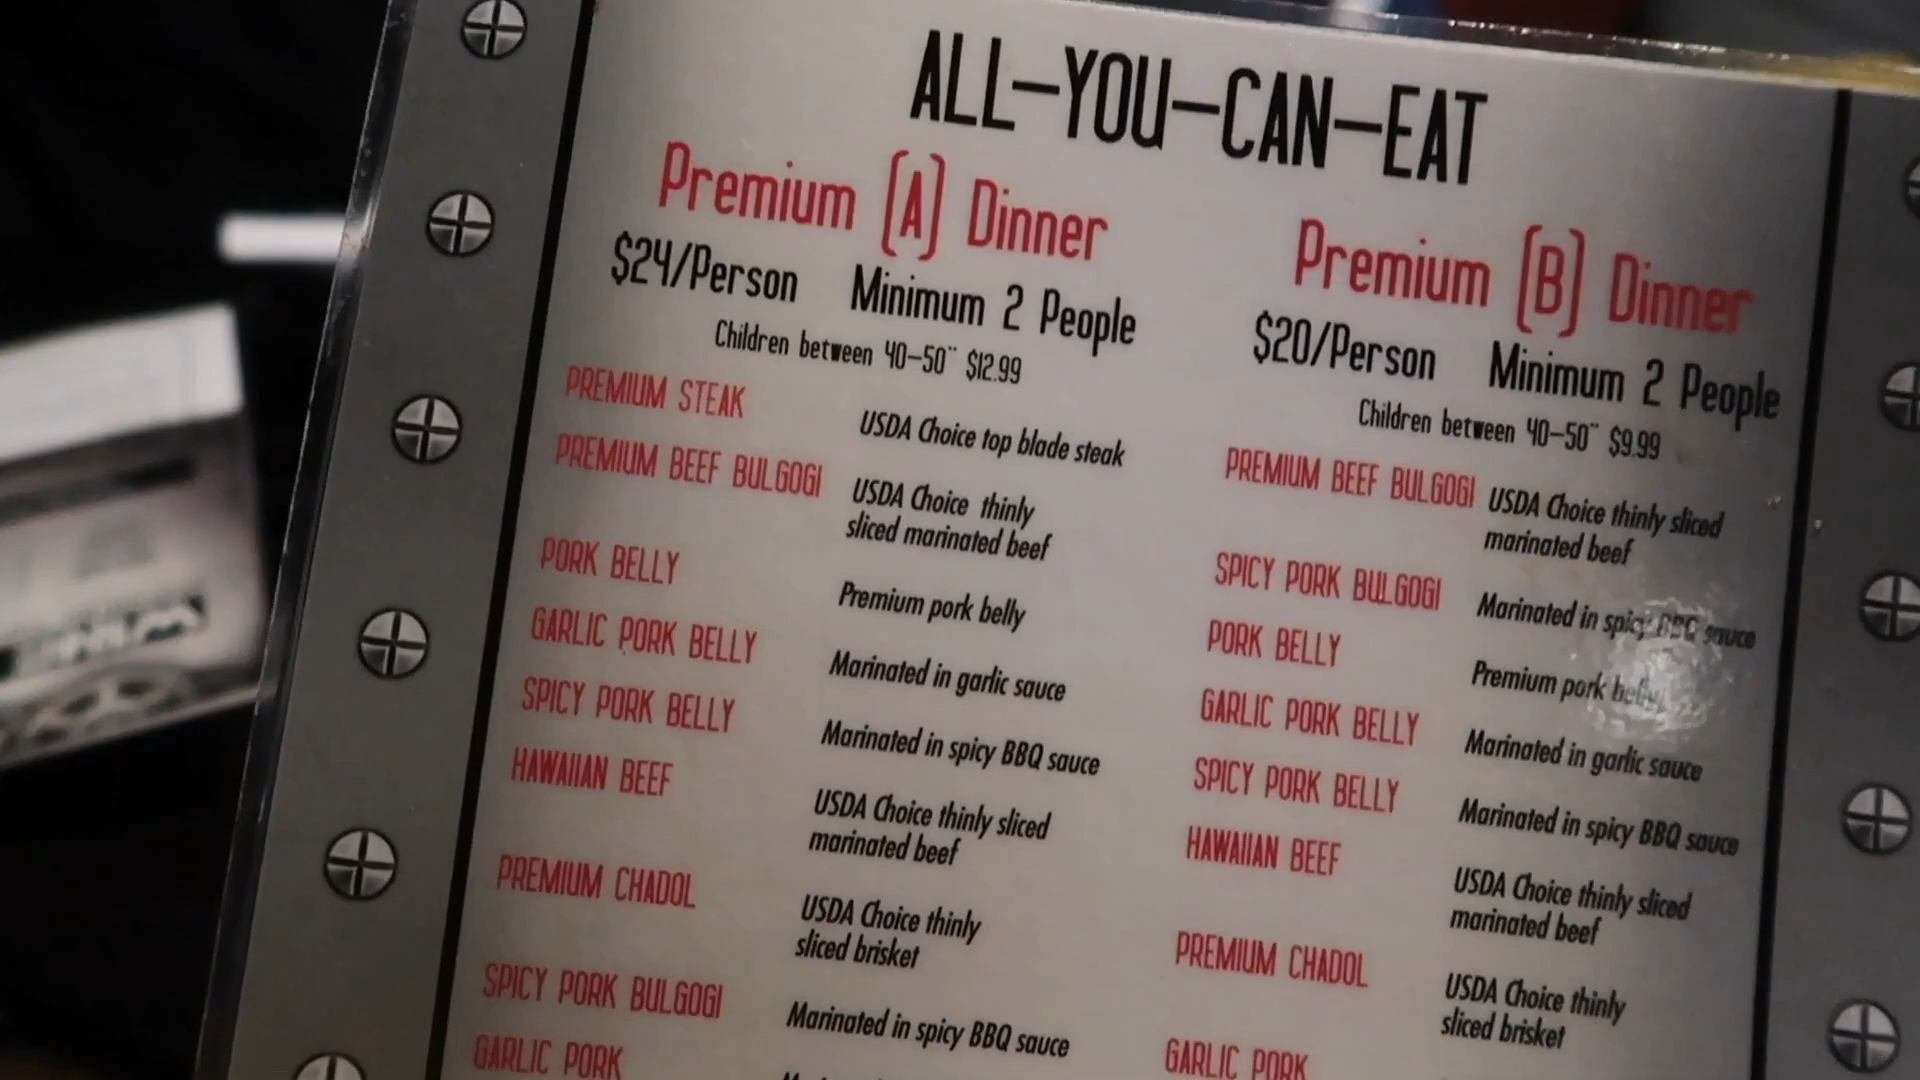 ALL-YOU-CAN-EAT
Premium (A) Dinner
$24/Person Minimum 2 People
Children between 40-50" $12.99
PREMIUM STEAK
USDA Choice top blade steak
PREMIUM BEEF BULGOGI
USDA Choice thinly
sliced marinated beef
PORK BELLY
Premium pork belly
GARLIC PORK BELLY
Marinated in garlic sauce
SPICY PORK BELLY
Marinated in spicy BBQ sauce
HAWAIIAN BEEF
USDA Choice thinly sliced
marinated beef
PREMIUM CHADOL
USDA Choice thinly
sliced brisket
SPICY PORK BULGOGI
Marinated in spicy BBQ sauce
GARLIC PORK
Premium (B) Dinner
$20/Person Minimum 2 People
Children between 40-50" $9.99
PREMIUM BEEF BULGOGI
USDA Choice thinly sliced
marinated beef
SPICY PORK BULGOGI
Marinated in spicy BBQ sauce
PORK BELLY
Premium pork belly
GARLIC PORK BELLY
Marinated in garlic sauce
SPICY PORK BELLY
Marinated in spicy BBQ sauce
HAWAIIAN BEEF
USDA Choice thinly sliced
marinated beef
PREMIUM CHADOL
USDA Choice thinly
sliced brisket
GARLIC PORK